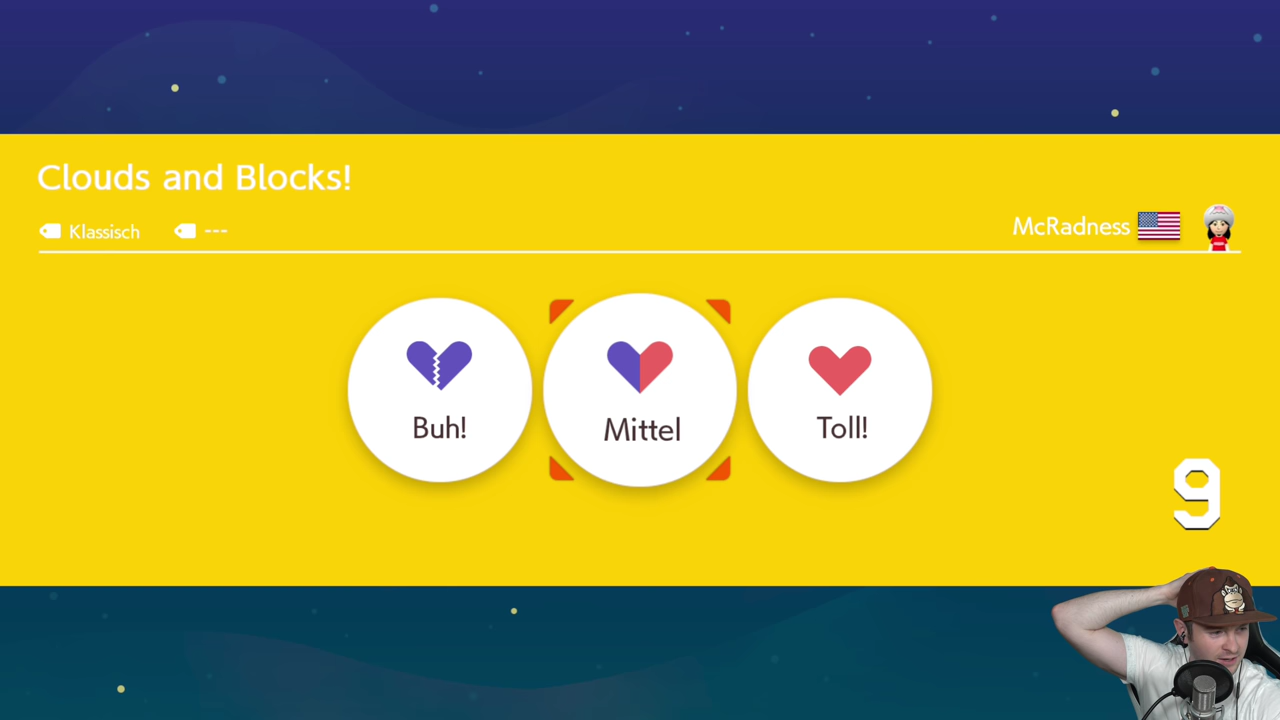 Clouds and Blocks!
Klassisch ---
McRadness
Buh!
Mittel
Toll!
9